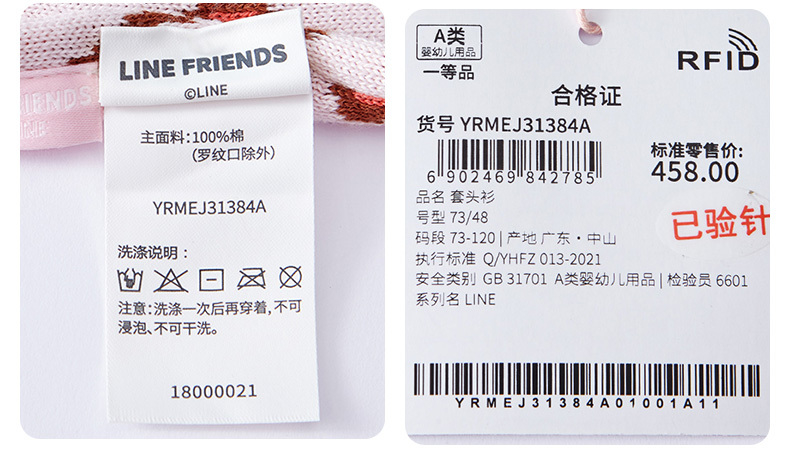 LINE FRIENDS
©LINE
FRIENDS
主面料:100%棉
(罗纹口除外)
YRMEJ31384A
洗涤说明:
注意:洗涤一次后再穿着,不可
浸泡、不可干洗。
18000021
A类
婴幼儿用品
一等品
RFID
合格证
货号 YRMEJ31384A
6 902469 842785
标准零售价:
458.00
已验针
品名 套头衫
号型 73/48
码段 73-120 | 产地 广东·中山
执行标准 Q/YHFZ 013-2021
安全类别 GB 31701 A类婴幼儿用品 | 检验员 6601
系列名 LINE
YRMEJ31384A01001A11